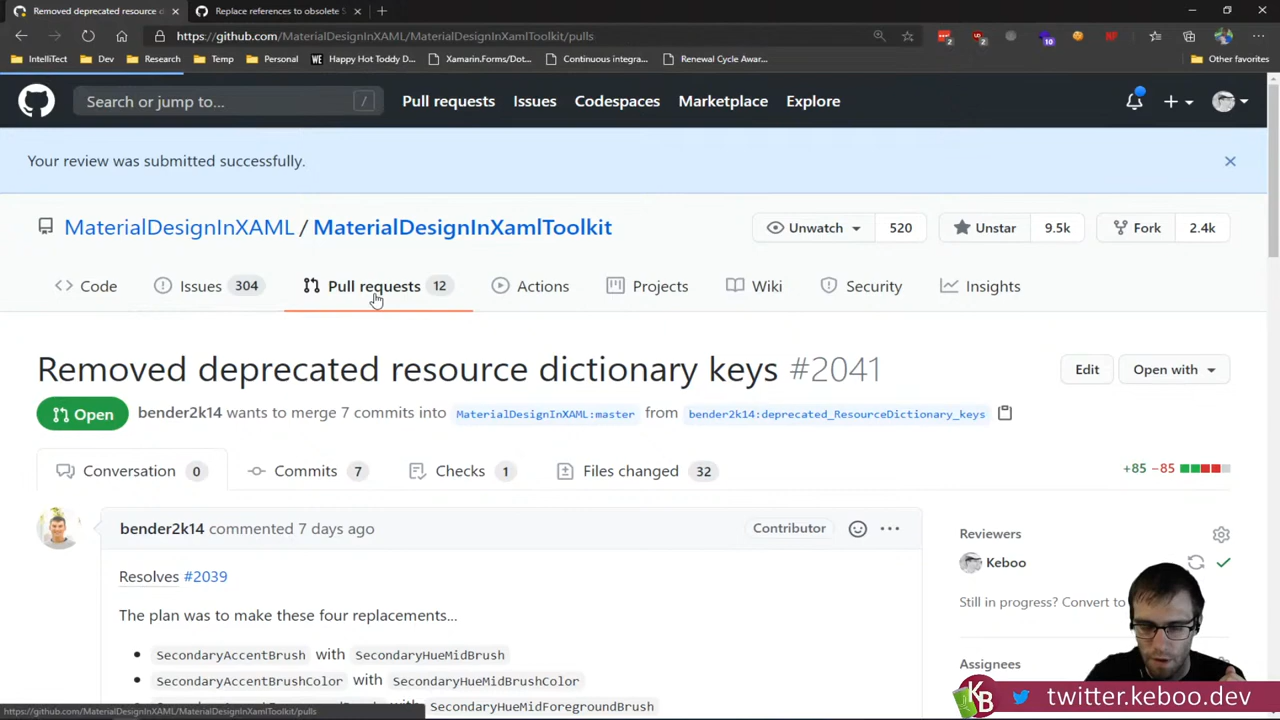 Removed deprecated resource d
Replace references to obsolete S
https://github.com/MaterialDesignInXAML/MaterialDesignInXamlToolkit/pulls
IntelliTect Dev Research Temp Personal Happy Hot Toddy D... Xamarin.Forms/Dot... Continuous integra... Renewal Cycle Awar... Other favorites
Search or jump to... / Pull requests Issues Codespaces Marketplace Explore
Your review was submitted successfully.
MaterialDesignInXAML / MaterialDesignInXamlToolkit Unwatch 520 Unstar 9.5k Fork 2.4k
Code Issues 304 Pull requests 12 Actions Projects Wiki Security Insights
Removed deprecated resource dictionary keys #2041 Edit Open with
Open bender2k14 wants to merge 7 commits into MaterialDesignInXAML:master from bender2k14:deprecated_ResourceDictionary_keys
Conversation 0 Commits 7 Checks 1 Files changed 32 +85 −85
bender2k14 commented 7 days ago Contributor
Reviewers
Keboo
Resolves #2039
Still in progress? Convert to
The plan was to make these four replacements...
SecondaryAccentBrush with SecondaryHueMidBrush
Assignees
SecondaryAccentBrushColor with SecondaryHueMidBrushColor
with SecondaryHueMidForegroundBrush
https://github.com/MaterialDesignInXAML/MaterialDesignInXamlToolkit/pulls
KB twitter.keboo.dev